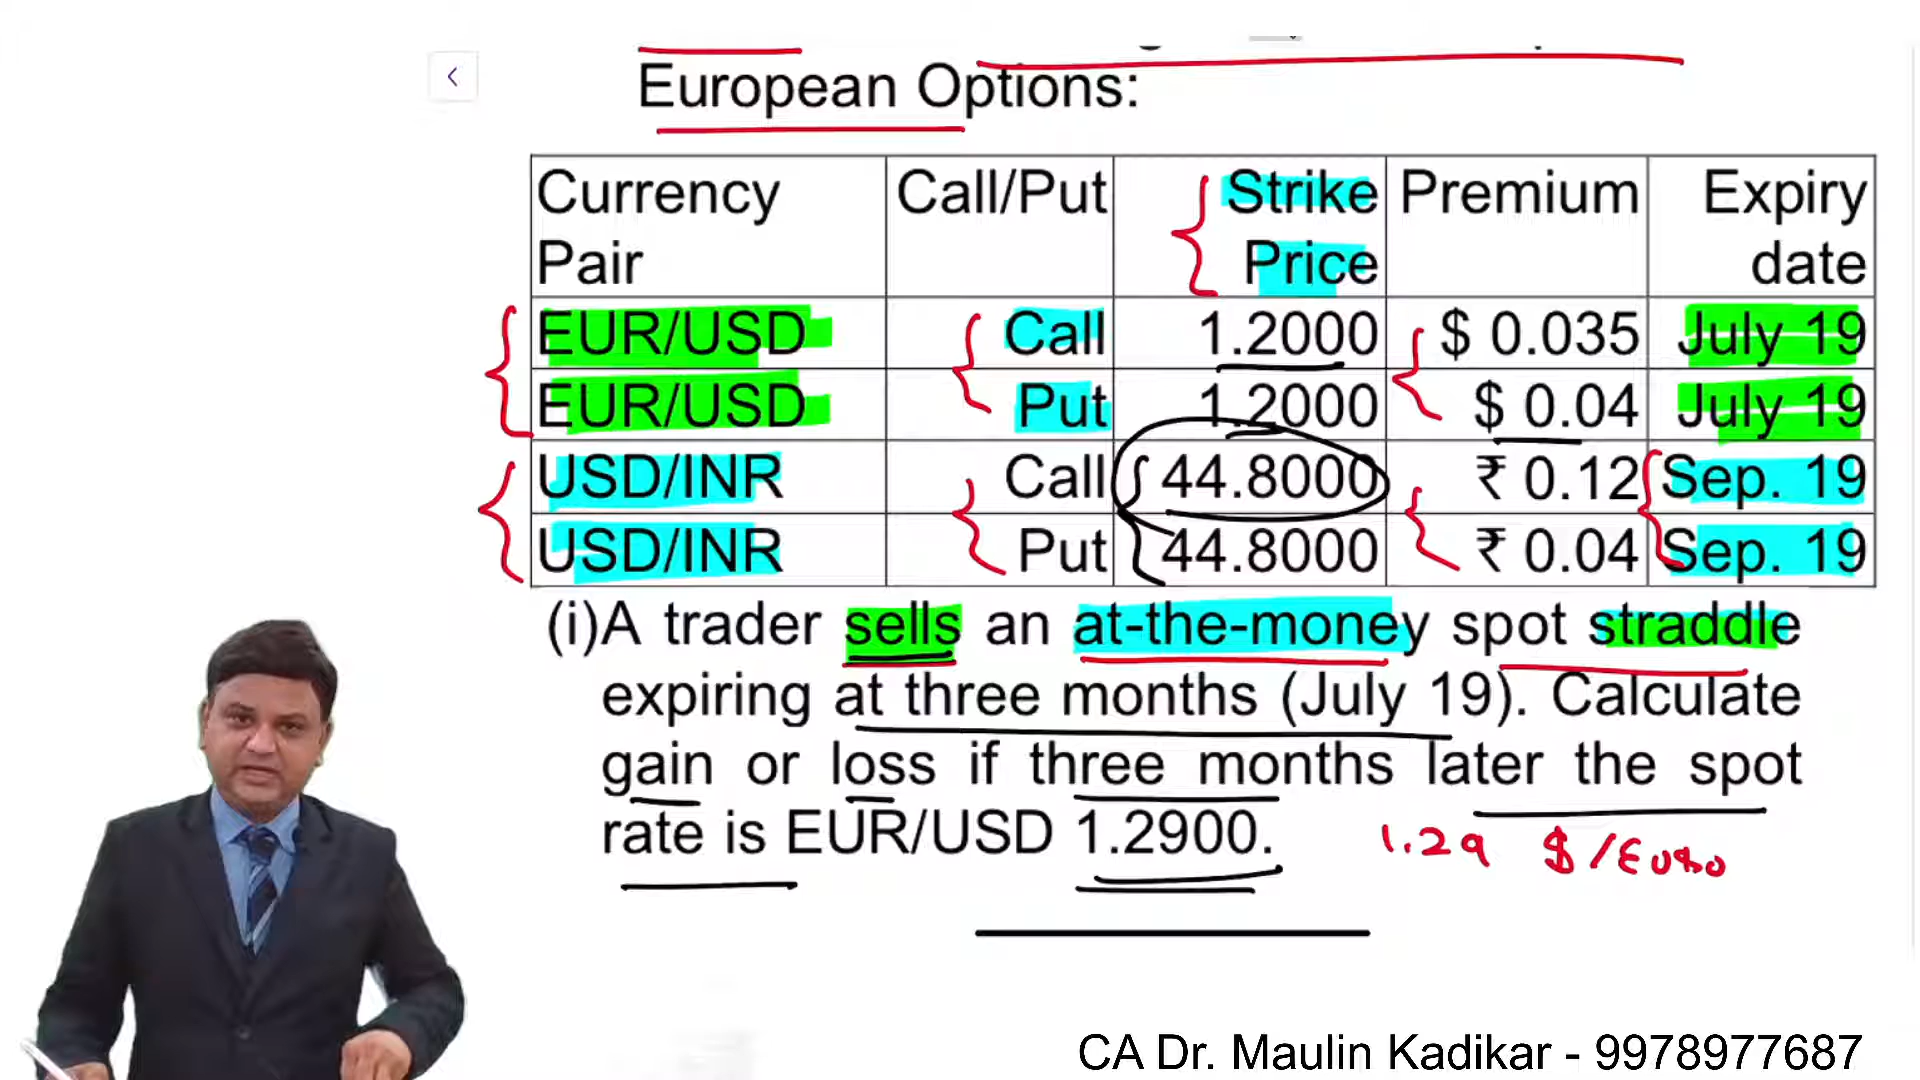 European Options:
Currency Pair Call/Put Strike Price Premium Expiry date
EUR/USD Call 1.2000 $ 0.035 July 19
EUR/USD Put 1.2000 $ 0.04 July 19
USD/INR Call 44.8000 ₹ 0.12 Sep. 19
USD/INR Put 44.8000 ₹ 0.04 Sep. 19
(i)A trader sells an at-the-money spot straddle
expiring at three months (July 19). Calculate
gain or loss if three months later the spot
rate is EUR/USD 1.2900.
1.29 $/Euro
CA Dr. Maulin Kadikar - 9978977687